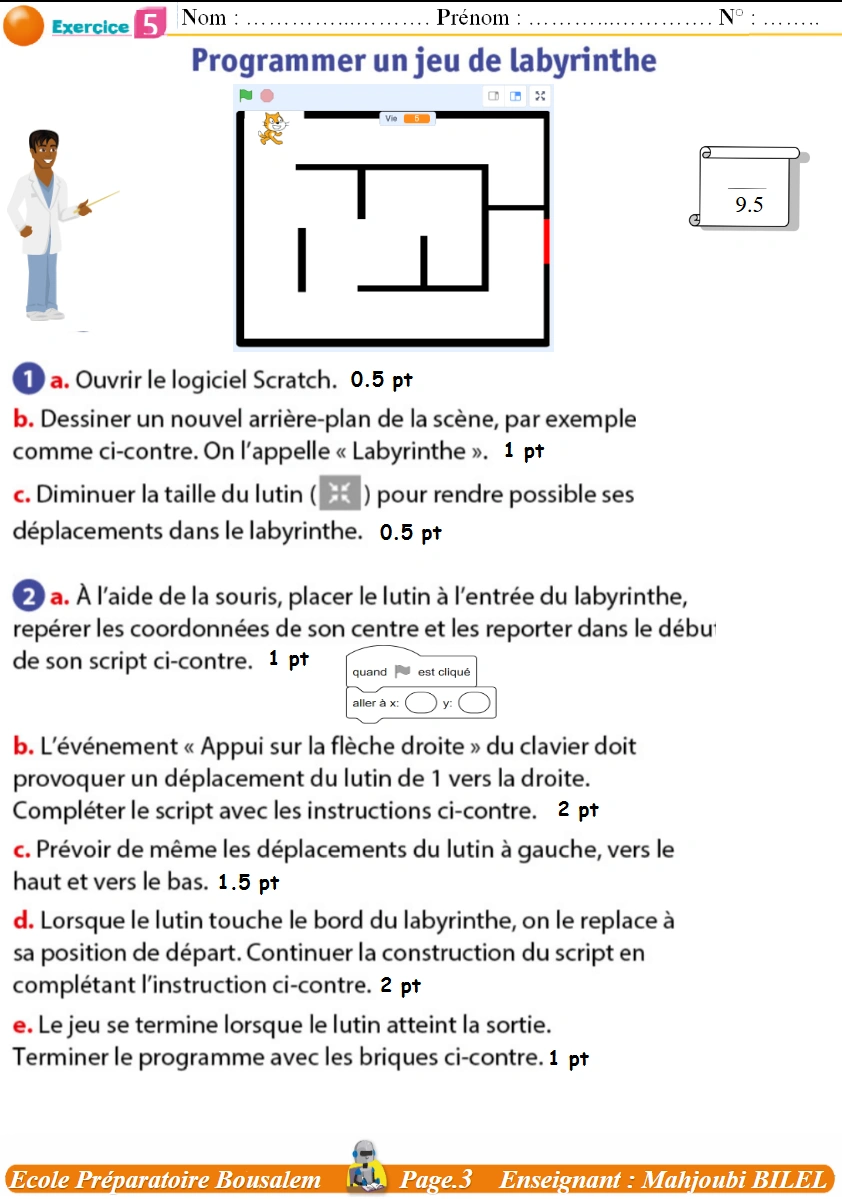 Exercice 5 Nom : ………………………. Prénom : ………………………. N° : ……..
Programmer un jeu de labyrinthe
Vie 5
9.5
1 a. Ouvrir le logiciel Scratch. 0.5 pt
b. Dessiner un nouvel arrière-plan de la scène, par exemple
comme ci-contre. On l’appelle « Labyrinthe ». 1 pt
c. Diminuer la taille du lutin ( ) pour rendre possible ses
déplacements dans le labyrinthe. 0.5 pt
2 a. À l’aide de la souris, placer le lutin à l’entrée du labyrinthe,
repérer les coordonnées de son centre et les reporter dans le débu
de son script ci-contre. 1 pt
quand est cliqué
aller à x: y:
b. L’événement « Appui sur la flèche droite » du clavier doit
provoquer un déplacement du lutin de 1 vers la droite.
Compléter le script avec les instructions ci-contre. 2 pt
c. Prévoir de même les déplacements du lutin à gauche, vers le
haut et vers le bas. 1.5 pt
d. Lorsque le lutin touche le bord du labyrinthe, on le replace à
sa position de départ. Continuer la construction du script en
complétant l’instruction ci-contre. 2 pt
e. Le jeu se termine lorsque le lutin atteint la sortie.
Terminer le programme avec les briques ci-contre. 1 pt
Ecole Préparatoire Bousalem Page.3 Enseignant : Mahjoubi BILEL